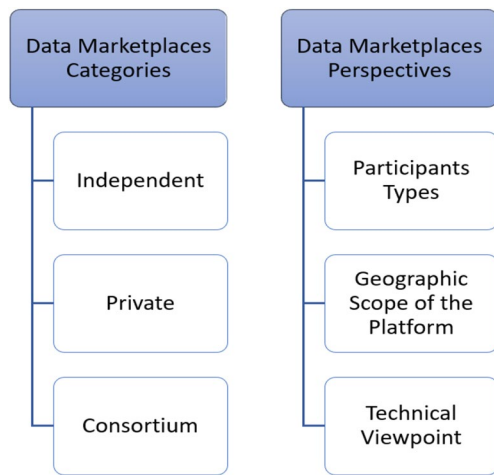 Data Marketplaces
Categories
Independent
Private
Consortium
Data Marketplaces
Perspectives
Participants
Types
Geographic
Scope of the
Platform
Technical
Viewpoint